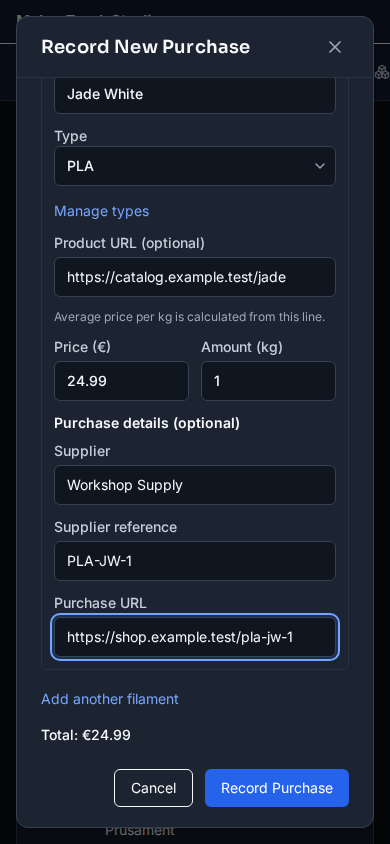 Record New Purchase
Jade White
Type
PLA
Manage types
Product URL (optional)
https://catalog.example.test/jade
Average price per kg is calculated from this line.
Price (€) Amount (kg)
24.99 1
Purchase details (optional)
Supplier
Workshop Supply
Supplier reference
PLA-JW-1
Purchase URL
https://shop.example.test/pla-jw-1
Add another filament
Total: €24.99
Cancel Record Purchase
Prusament